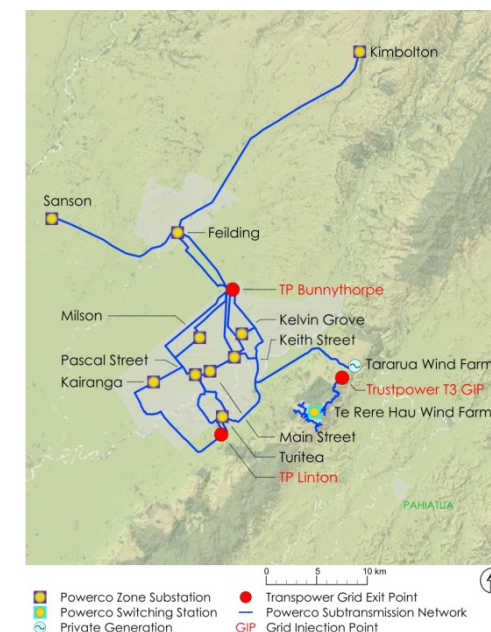 Kimbolton
Sanson
Feilding
TP Bunnythorpe
Milson
Kelvin Grove
Keith Street
Pascal Street
Tararua Wind Farm
Kairanga
Trustpower T3 GIP
Te Rere Hau Wind Farm
Main Street
Turitea
TP Linton
PAHIATUA
0 5 10 km
Powerco Zone Substation
Transpower Grid Exit Point
Powerco Switching Station
Powerco Subtransmission Network
Private Generation
GIP Grid Injection Point